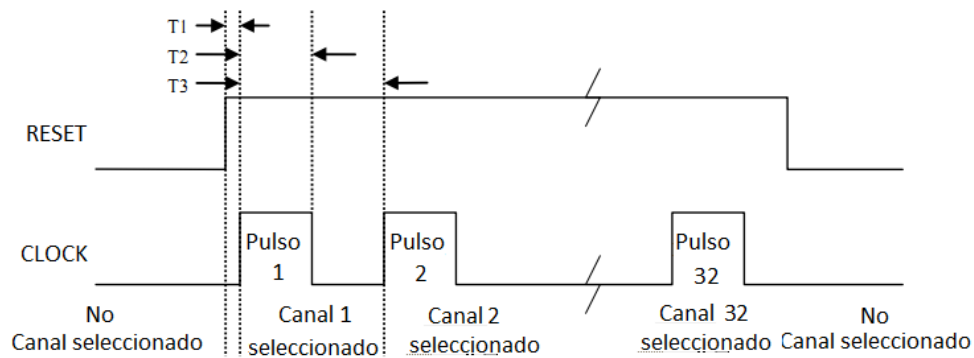 T1
T2
T3
RESET
CLOCK
Pulso
1
Pulso
2
Pulso
32
No
Canal seleccionado
Canal 1
seleccionado
Canal 2
seleccionado
Canal 32
seleccionado
No
Canal seleccionado